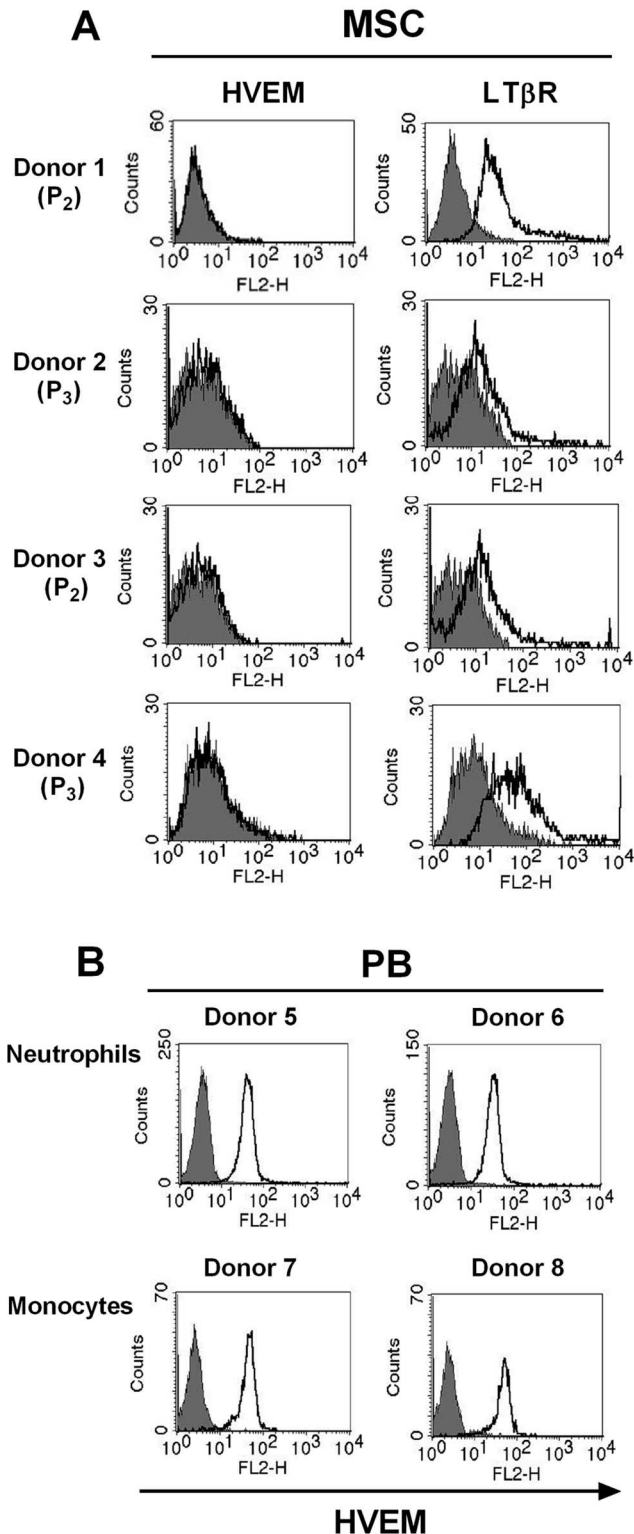 A
MSC
HVEM
LTβR
Donor 1
(P2)
60
Counts
0
10^0 10^1 10^2 10^3 10^4
FL2-H
50
Counts
0
10^0 10^1 10^2 10^3 10^4
FL2-H
Donor 2
(P3)
30
Counts
0
10^0 10^1 10^2 10^3 10^4
FL2-H
30
Counts
0
10^0 10^1 10^2 10^3 10^4
FL2-H
Donor 3
(P2)
30
Counts
0
10^0 10^1 10^2 10^3 10^4
FL2-H
30
Counts
0
10^0 10^1 10^2 10^3 10^4
FL2-H
Donor 4
(P3)
30
Counts
0
10^0 10^1 10^2 10^3 10^4
FL2-H
30
Counts
0
10^0 10^1 10^2 10^3 10^4
FL2-H
B
PB
Donor 5
Donor 6
Neutrophils
250
Counts
0
10^0 10^1 10^2 10^3 10^4
FL2-H
150
Counts
0
10^0 10^1 10^2 10^3 10^4
FL2-H
Donor 7
Donor 8
Monocytes
70
Counts
0
10^0 10^1 10^2 10^3 10^4
FL2-H
70
Counts
0
10^0 10^1 10^2 10^3 10^4
FL2-H
HVEM